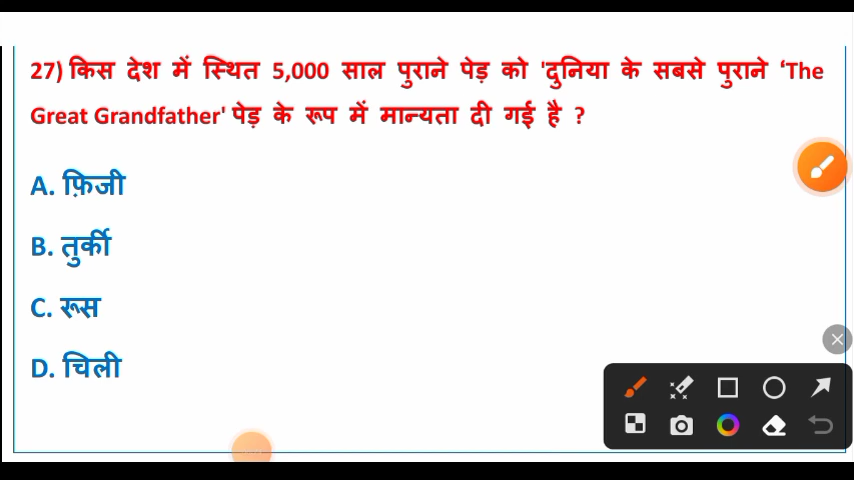 27) किस देश में स्थित 5,000 साल पुराने पेड़ को 'दुनिया के सबसे पुराने ‘The
Great Grandfather' पेड़ के रूप में मान्यता दी गई है ?
A. फ़िजी
B. तुर्की
C. रूस
D. चिली